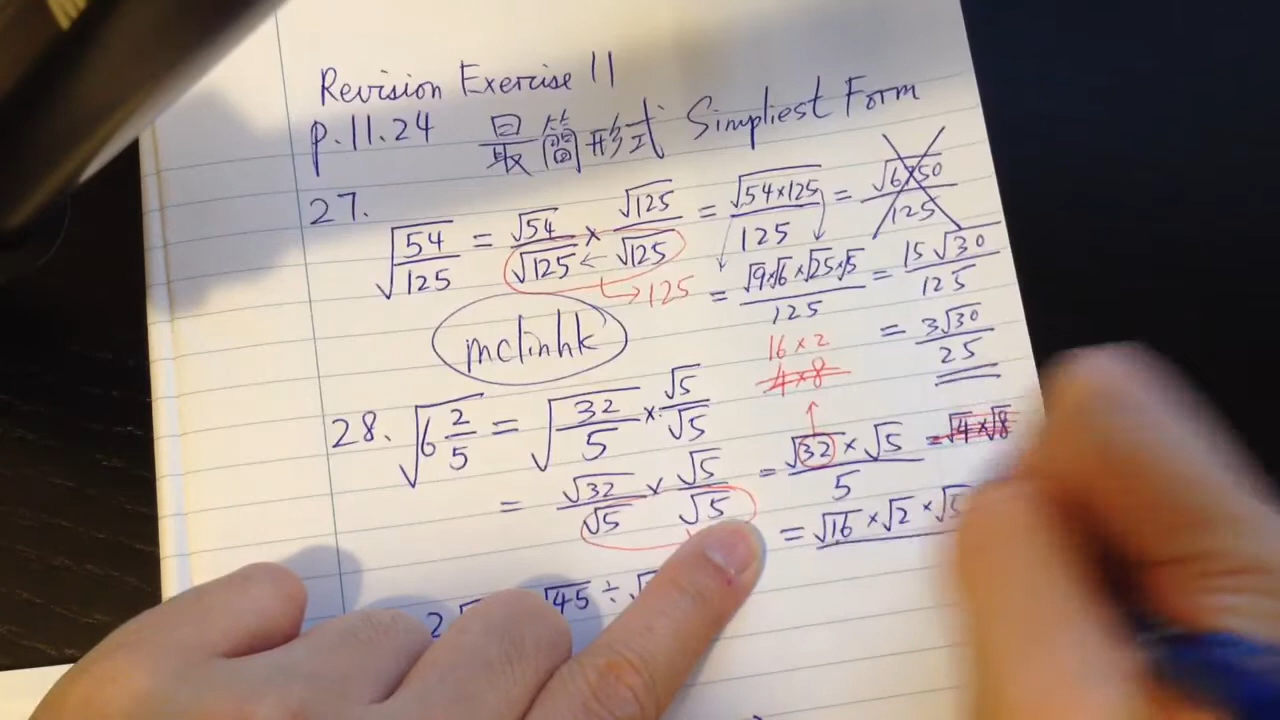 Revision Exercise 11
p.11.24 最簡形式 Simpliest Form
27.
√(54/125) = √54/√125 × √125/√125 = √(54×125)/125 = √6750/125
→125
= √9×√6×√25×√5/125 = 15√30/125
= 3√30/25
mclinhk
16×2
4×8
28. √(6 2/5) = √(32/5) × √5/√5
= √32/√5 × √5/√5 = √32×√5/5 = √4×√8
= √16×√2×√5
2 √45 ÷ √